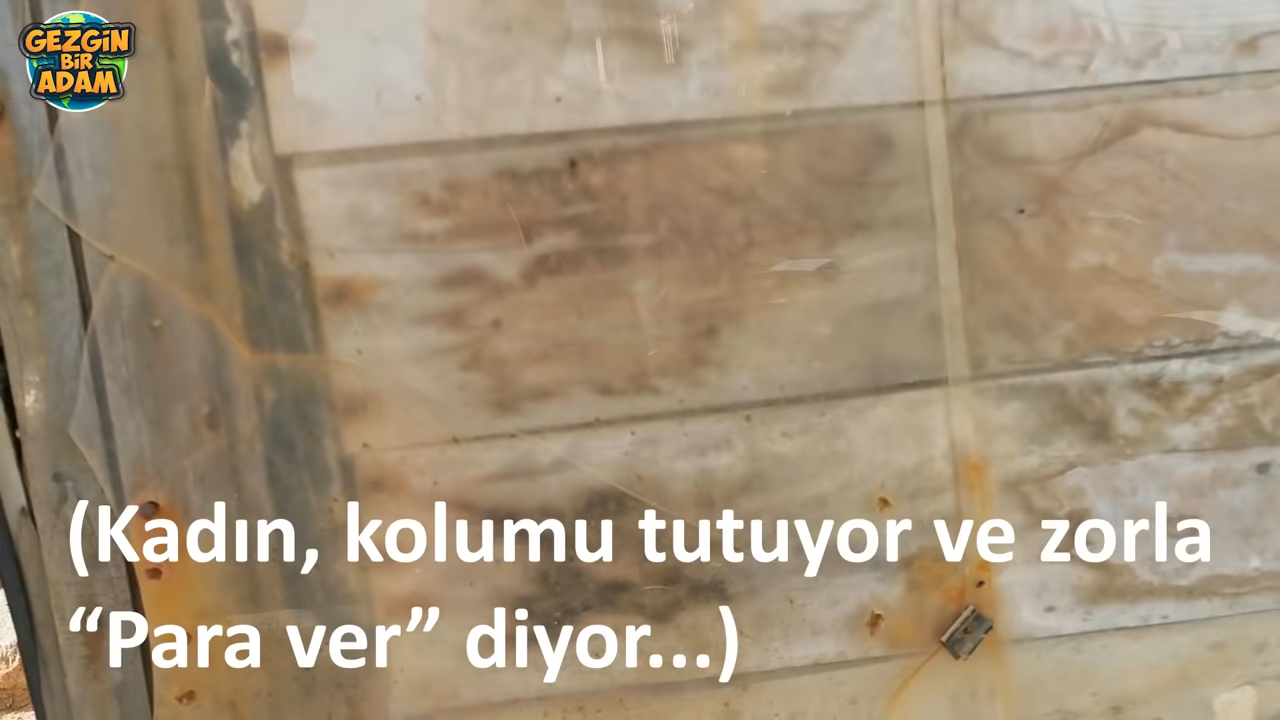 GEZGİN
BİR
ADAM
(Kadın, kolumu tutuyor ve zorla
“Para ver” diyor...)